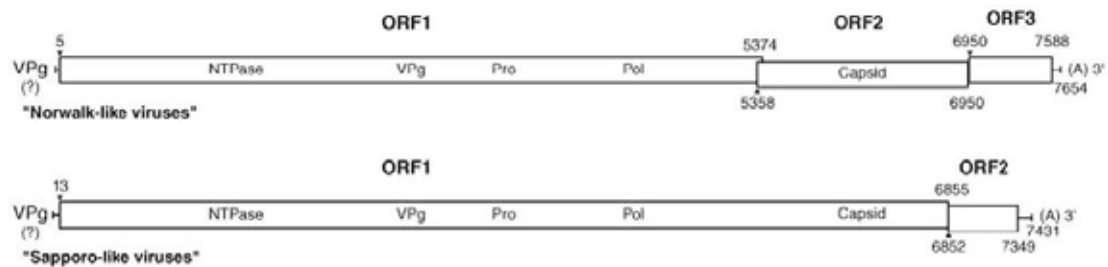 ORF1 ORF2 ORF3
5 5374 6950 7588
VPg NTPase VPg Pro Pol Capsid (A) 3'
(?) 5358 6950 7654
"Norwalk-like viruses"
ORF1 ORF2
13 6855
VPg NTPase VPg Pro Pol Capsid (A) 3'
(?) 6852 7349 7431
"Sapporo-like viruses"